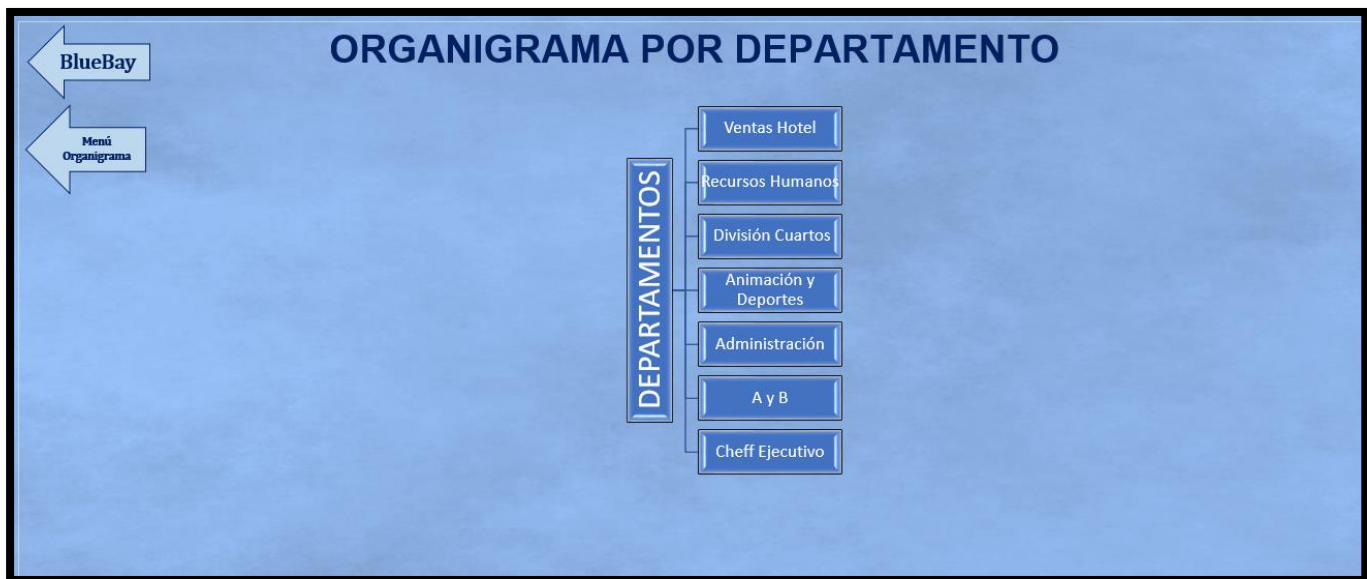 ORGANIGRAMA POR DEPARTAMENTO
BlueBay
Menú
Organigrama
DEPARTAMENTOS
Ventas Hotel
Recursos Humanos
División Cuartos
Animación y
Deportes
Administración
A y B
Cheff Ejecutivo